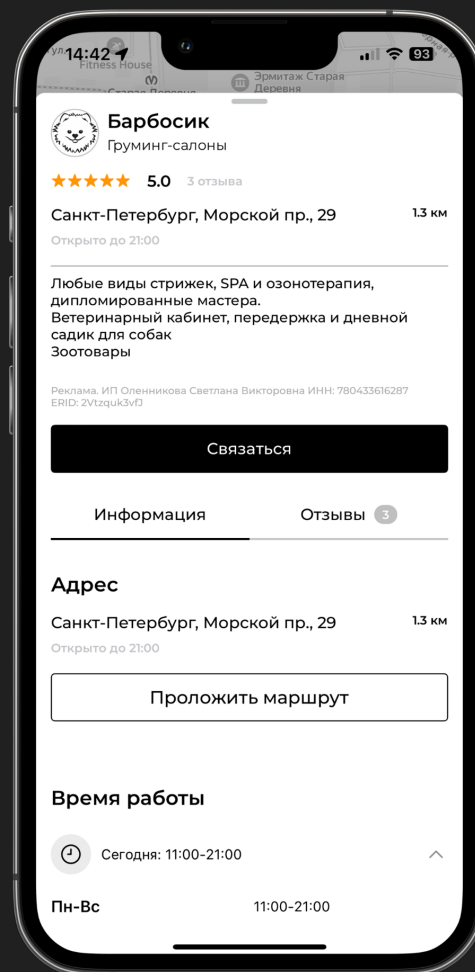 14:42
93
ул.
Fitness House
Эрмитаж Старая
Деревня
Старая Деревня
Барбосик
Груминг-салоны
5.0 3 отзыва
Санкт-Петербург, Морской пр., 29 1.3 км
Открыто до 21:00
Любые виды стрижек, SPA и озонотерапия,
дипломированные мастера.
Ветеринарный кабинет, передержка и дневной
садик для собак
Зоотовары
Реклама. ИП Оленникова Светлана Викторовна ИНН: 780433616287
ERID: 2Vtzquk3vfJ
Связаться
Информация Отзывы 3
Адрес
Санкт-Петербург, Морской пр., 29 1.3 км
Открыто до 21:00
Проложить маршрут
Время работы
Сегодня: 11:00-21:00
Пн-Вс 11:00-21:00